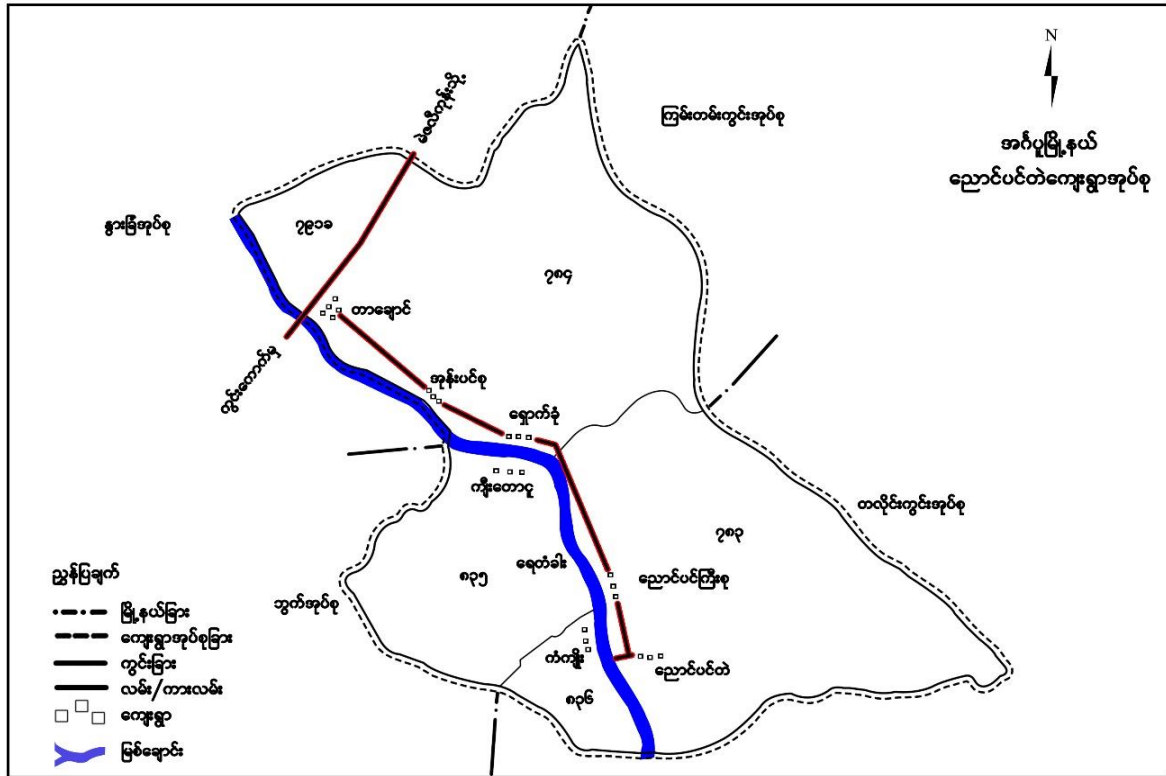 N
အင်္ဂပူမြို့နယ်
ညောင်ပင်တဲကျေးရွာအုပ်စု
မဲဇလီကုန်းသို့
ကြမ်းတမ်းကွင်းအုပ်စု
နွားခြံအုပ်စု
၇၉၁ခ
၇၈၄
တာချောင်
အုန်းပင်စု
ရှောက်ခုံ
ကျီးတောငူ
တလိုင်းကွင်းအုပ်စု
၇၈၃
ရေတံခါး
၈၃၅
ညောင်ပင်ကြီးစု
ဘွက်အုပ်စု
ကံကျိုး
ညောင်ပင်တဲ
၈၃၆
ညွှန်ပြချက်
မြို့နယ်ခြား
ကျေးရွာအုပ်စုခြား
ကွင်းခြား
လမ်း/ကားလမ်း
ကျေးရွာ
မြစ်ချောင်း